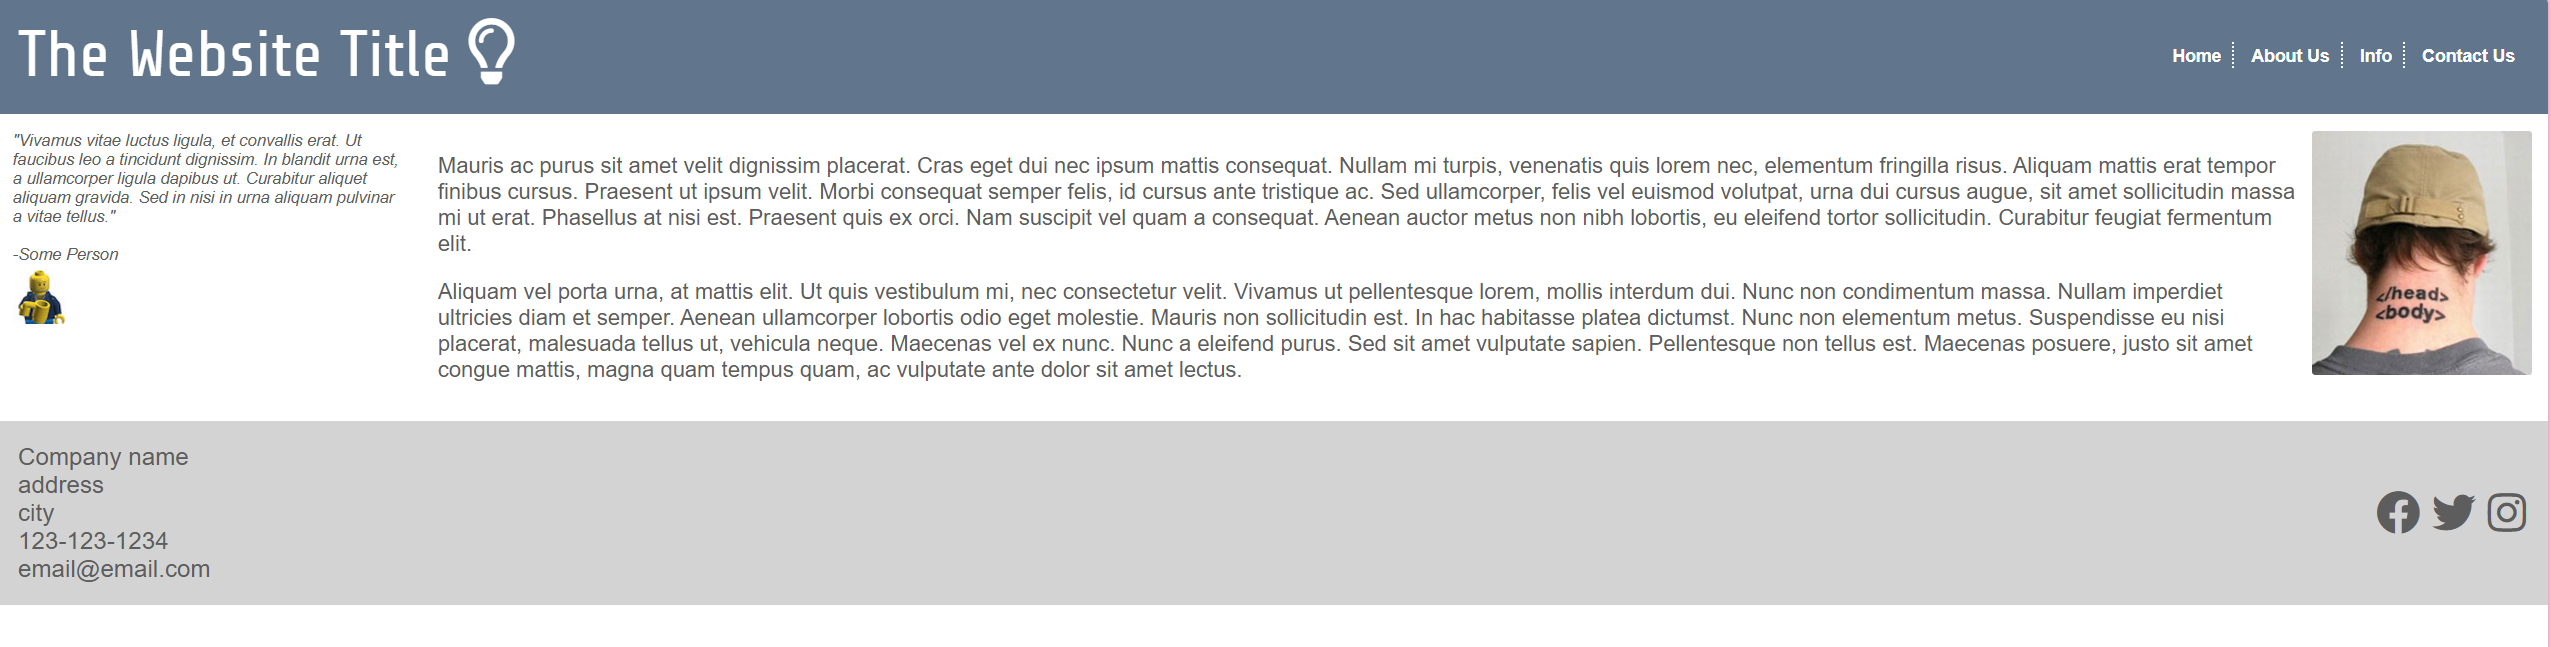 The Website Title
Home
About Us
Info
Contact Us
"Vivamus vitae luctus ligula, et convallis erat. Ut
faucibus leo a tincidunt dignissim. In blandit urna est,
a ullamcorper ligula dapibus ut. Curabitur aliquet
aliquam gravida. Sed in nisi in urna aliquam pulvinar
a vitae tellus."
-Some Person
Mauris ac purus sit amet velit dignissim placerat. Cras eget dui nec ipsum mattis consequat. Nullam mi turpis, venenatis quis lorem nec, elementum fringilla risus. Aliquam mattis erat tempor
finibus cursus. Praesent ut ipsum velit. Morbi consequat semper felis, id cursus ante tristique ac. Sed ullamcorper, felis vel euismod volutpat, urna dui cursus augue, sit amet sollicitudin massa
mi ut erat. Phasellus at nisi est. Praesent quis ex orci. Nam suscipit vel quam a consequat. Aenean auctor metus non nibh lobortis, eu eleifend tortor sollicitudin. Curabitur feugiat fermentum
elit.
Aliquam vel porta urna, at mattis elit. Ut quis vestibulum mi, nec consectetur velit. Vivamus ut pellentesque lorem, mollis interdum dui. Nunc non condimentum massa. Nullam imperdiet
ultricies diam et semper. Aenean ullamcorper lobortis odio eget molestie. Mauris non sollicitudin est. In hac habitasse platea dictumst. Nunc non elementum metus. Suspendisse eu nisi
placerat, malesuada tellus ut, vehicula neque. Maecenas vel ex nunc. Nunc a eleifend purus. Sed sit amet vulputate sapien. Pellentesque non tellus est. Maecenas posuere, justo sit amet
congue mattis, magna quam tempus quam, ac vulputate ante dolor sit amet lectus.
</head>
<body>
Company name
address
city
123-123-1234
email@email.com